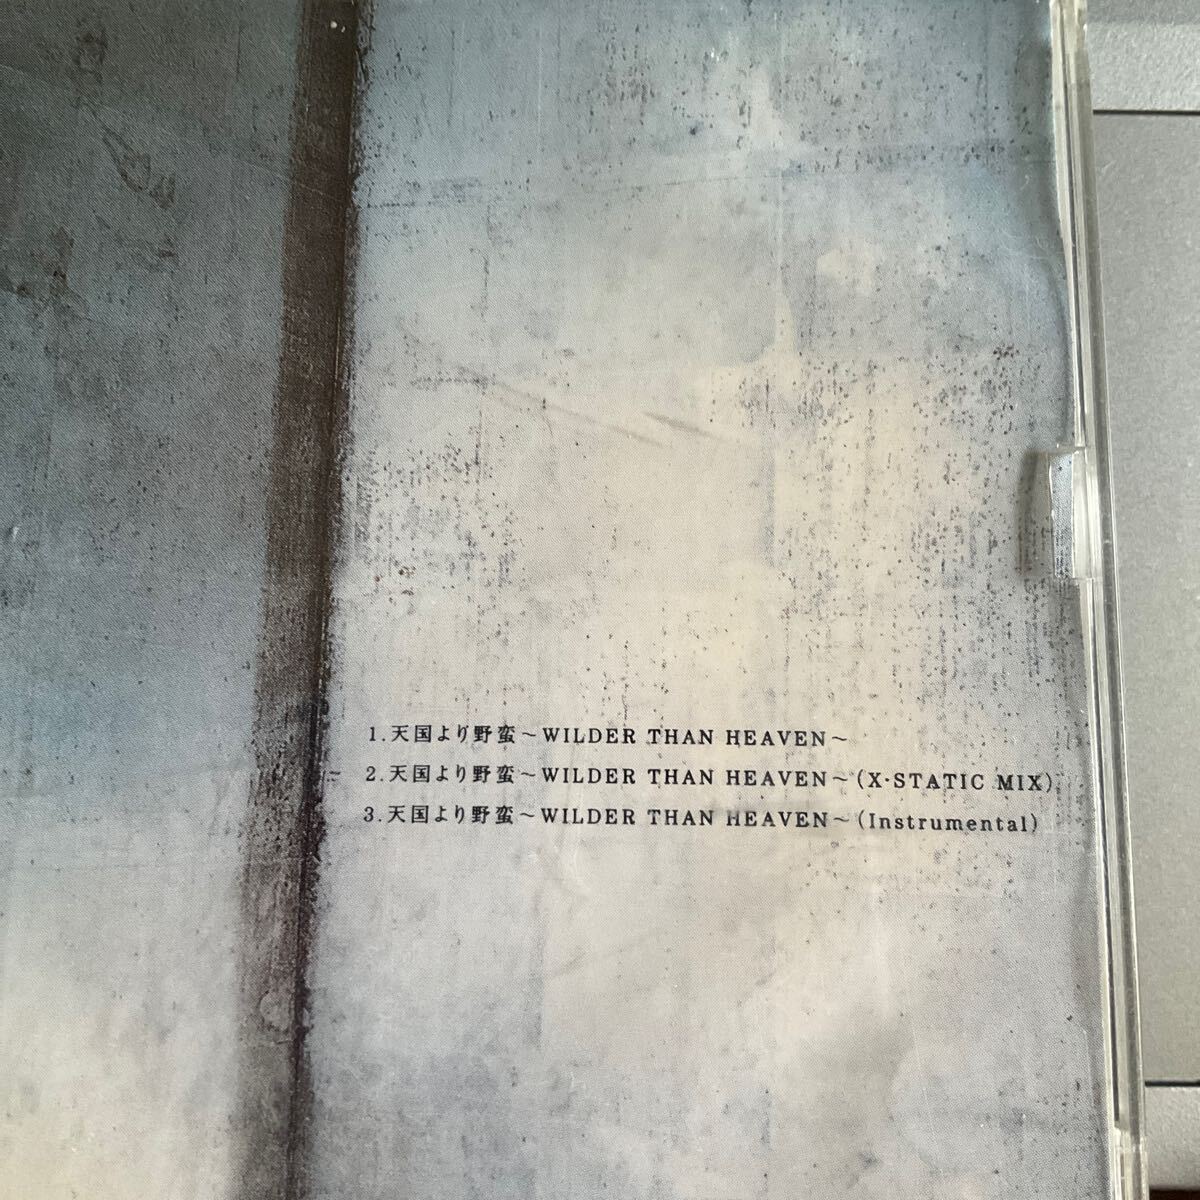 1.天国より野蛮～WILDER THAN HEAVEN～
2.天国より野蛮～WILDER THAN HEAVEN～(X·STATIC MIX)
3.天国より野蛮～WILDER THAN HEAVEN～(Instrumental)